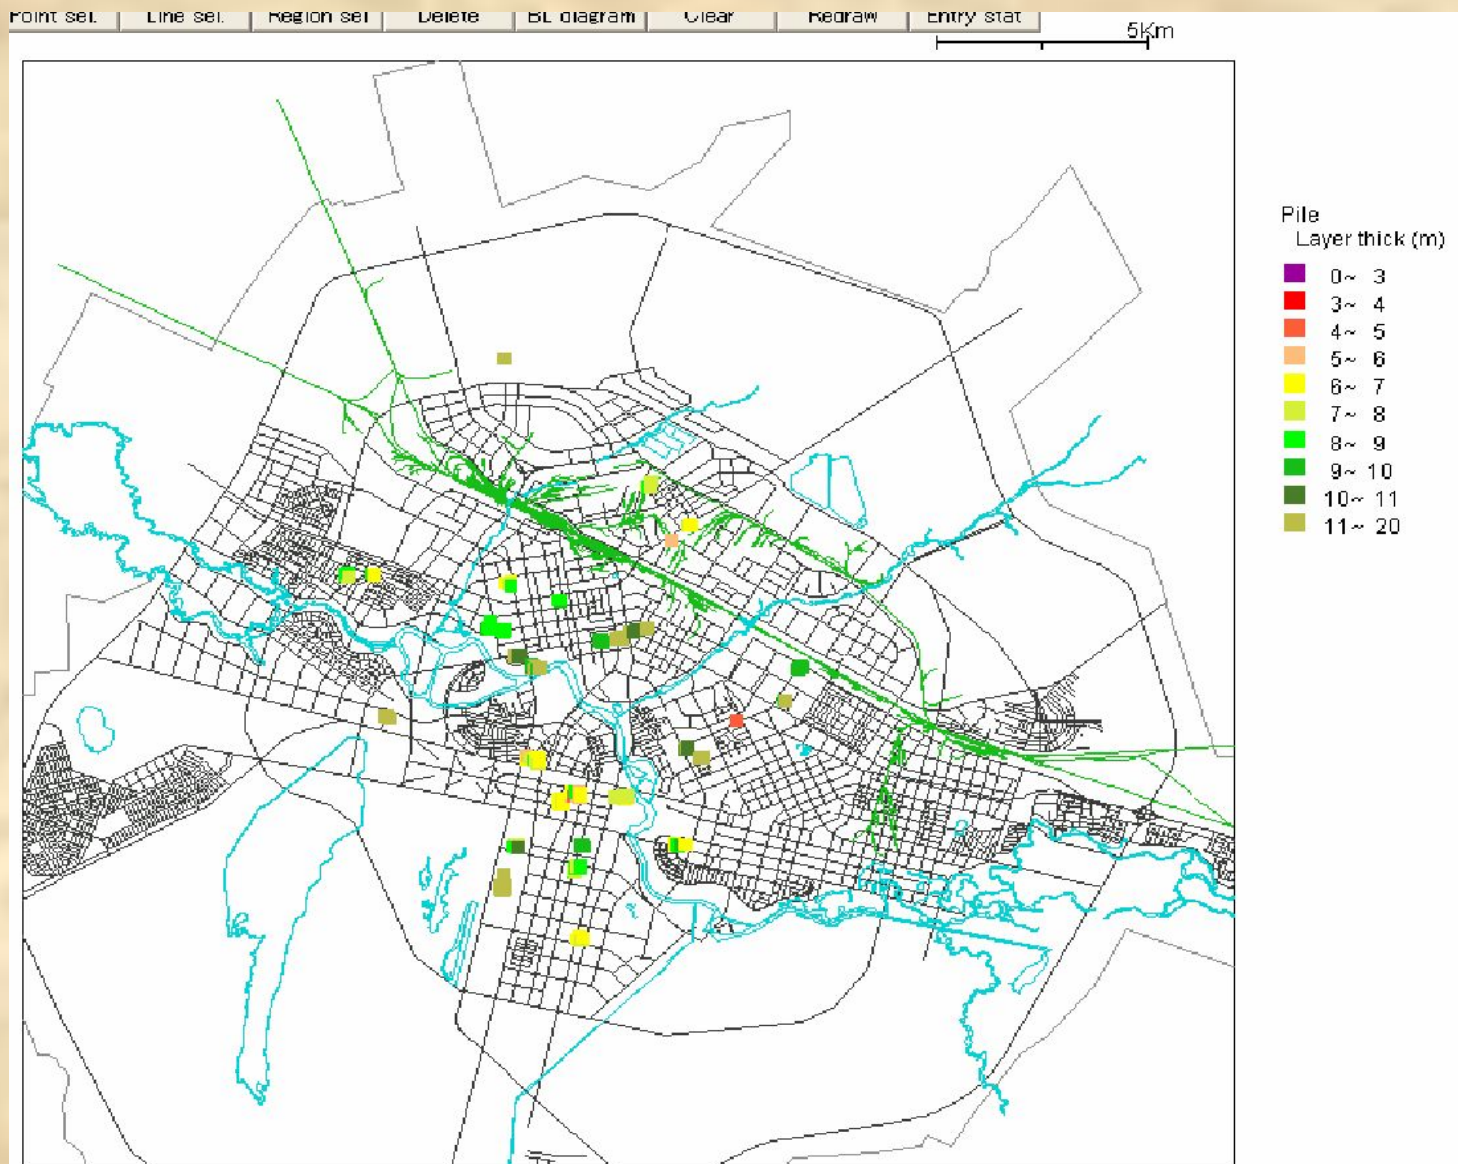 Point sel. Line sel. Region sel Delete BL diagram Clear Redraw Entry stat
5Km
Pile
Layer thick (m)
0~ 3
3~ 4
4~ 5
5~ 6
6~ 7
7~ 8
8~ 9
9~ 10
10~ 11
11~ 20